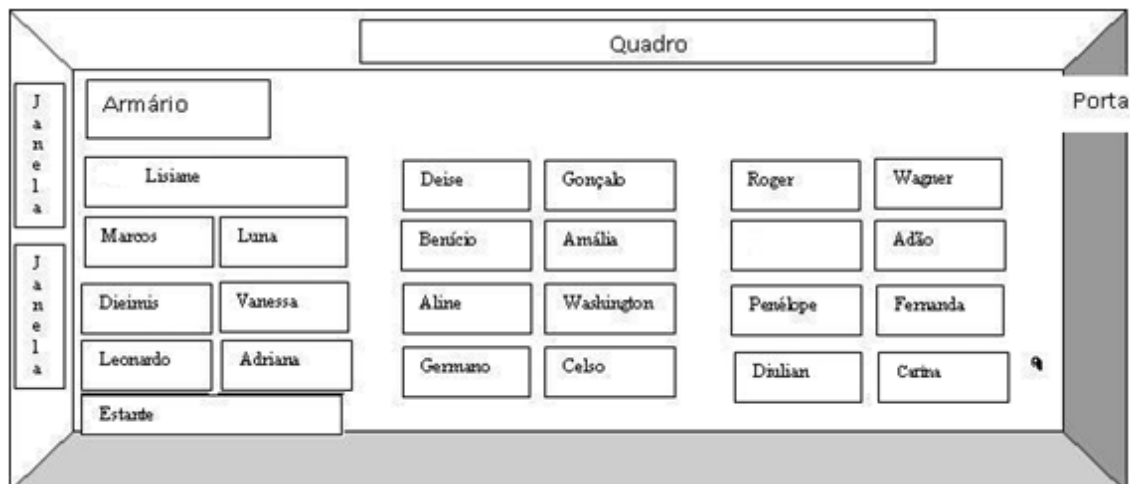 Quadro
Armário
Porta
Janela
Janela
Lisiane
Deise Gonçalo Roger Wagner
Marcos Luna Benício Amália Adão
Dieimis Vanessa Aline Washington Penélope Fernanda
Leonardo Adriana Germano Celso Diulian Carina
Estante